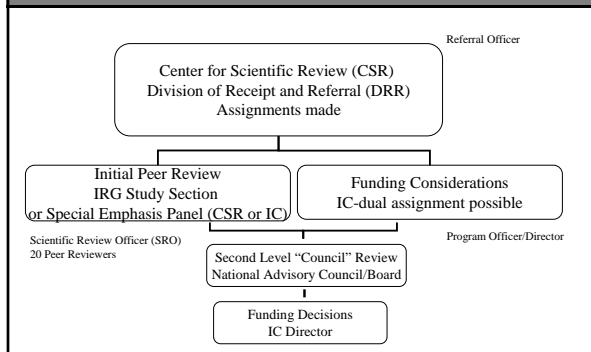 Referral Officer
Center for Scientific Review (CSR)
Division of Receipt and Referral (DRR)
Assignments made
Initial Peer Review
IRG Study Section
or Special Emphasis Panel (CSR or IC)
Funding Considerations
IC-dual assignment possible
Scientific Review Officer (SRO)
20 Peer Reviewers
Program Officer/Director
Second Level “Council” Review
National Advisory Council/Board
Funding Decisions
IC Director